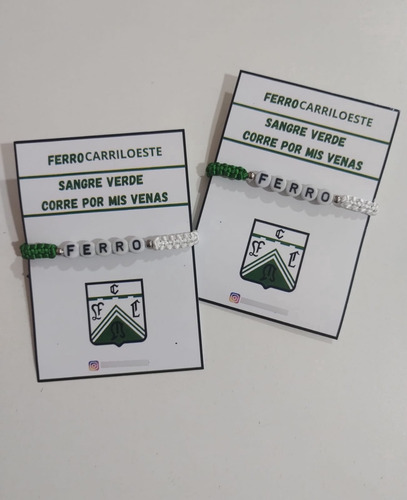 FERROCARRILOESTE
SANGRE VERDE
CORRE POR MIS VENAS
FERRO
C
F C
M
FERROCARRILOESTE
SANGRE VERDE
CORRE POR MIS VENAS
FERRO
C
F C
M